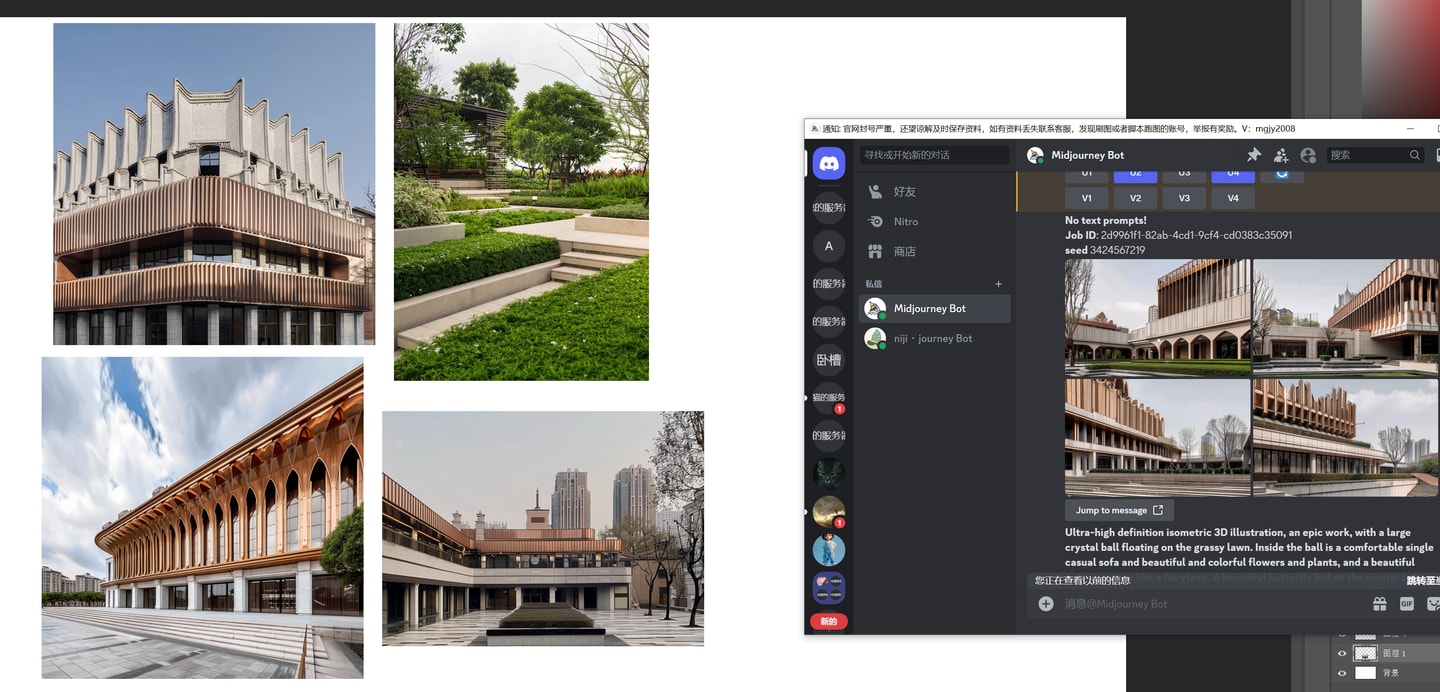 通知: 官网封号严重，还望谅解及时保存资料，如有资料丢失联系客服，发现刷图或者脚本跑图的账号，举报有奖励。V：mgjy2008
寻找或开始新的对话
Midjourney Bot
搜索
的服务器
A
的服务器
的服务器
卧槽
猫的服务
1
的服务器
1
新的
好友
Nitro
商店
私信
Midjourney Bot
niji・journey Bot
U1 U2 U3 U4
V1 V2 V3 V4
No text prompts!
Job ID: 2d9961f1-82ab-4cd1-9cf4-cd0383c35091
seed 3424567219
Jump to message
Ultra-high definition isometric 3D illustration, an epic work, with a large
crystal ball floating on the grassy lawn. Inside the ball is a comfortable single
casual sofa and beautiful and colorful flowers and plants, and a beautiful
您正在查看以前的信息
跳转至
消息@Midjourney Bot
GIF
图层 1
背景